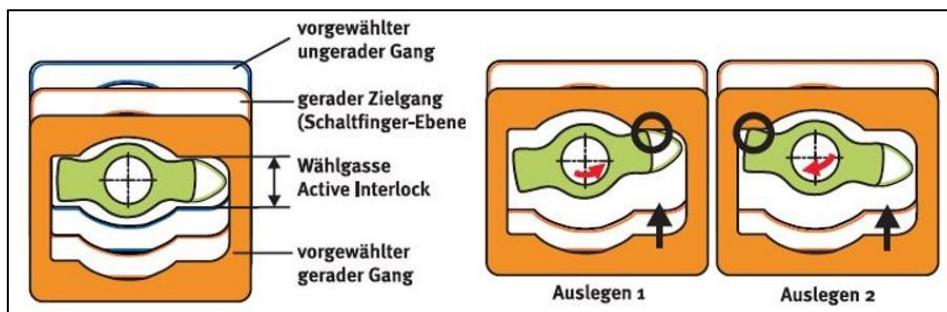 vorgewählter
ungerader Gang
gerader Zielgang
(Schaltfinger-Ebene
Wählgasse
Active Interlock
vorgewählter
gerader Gang
Auslegen 1
Auslegen 2